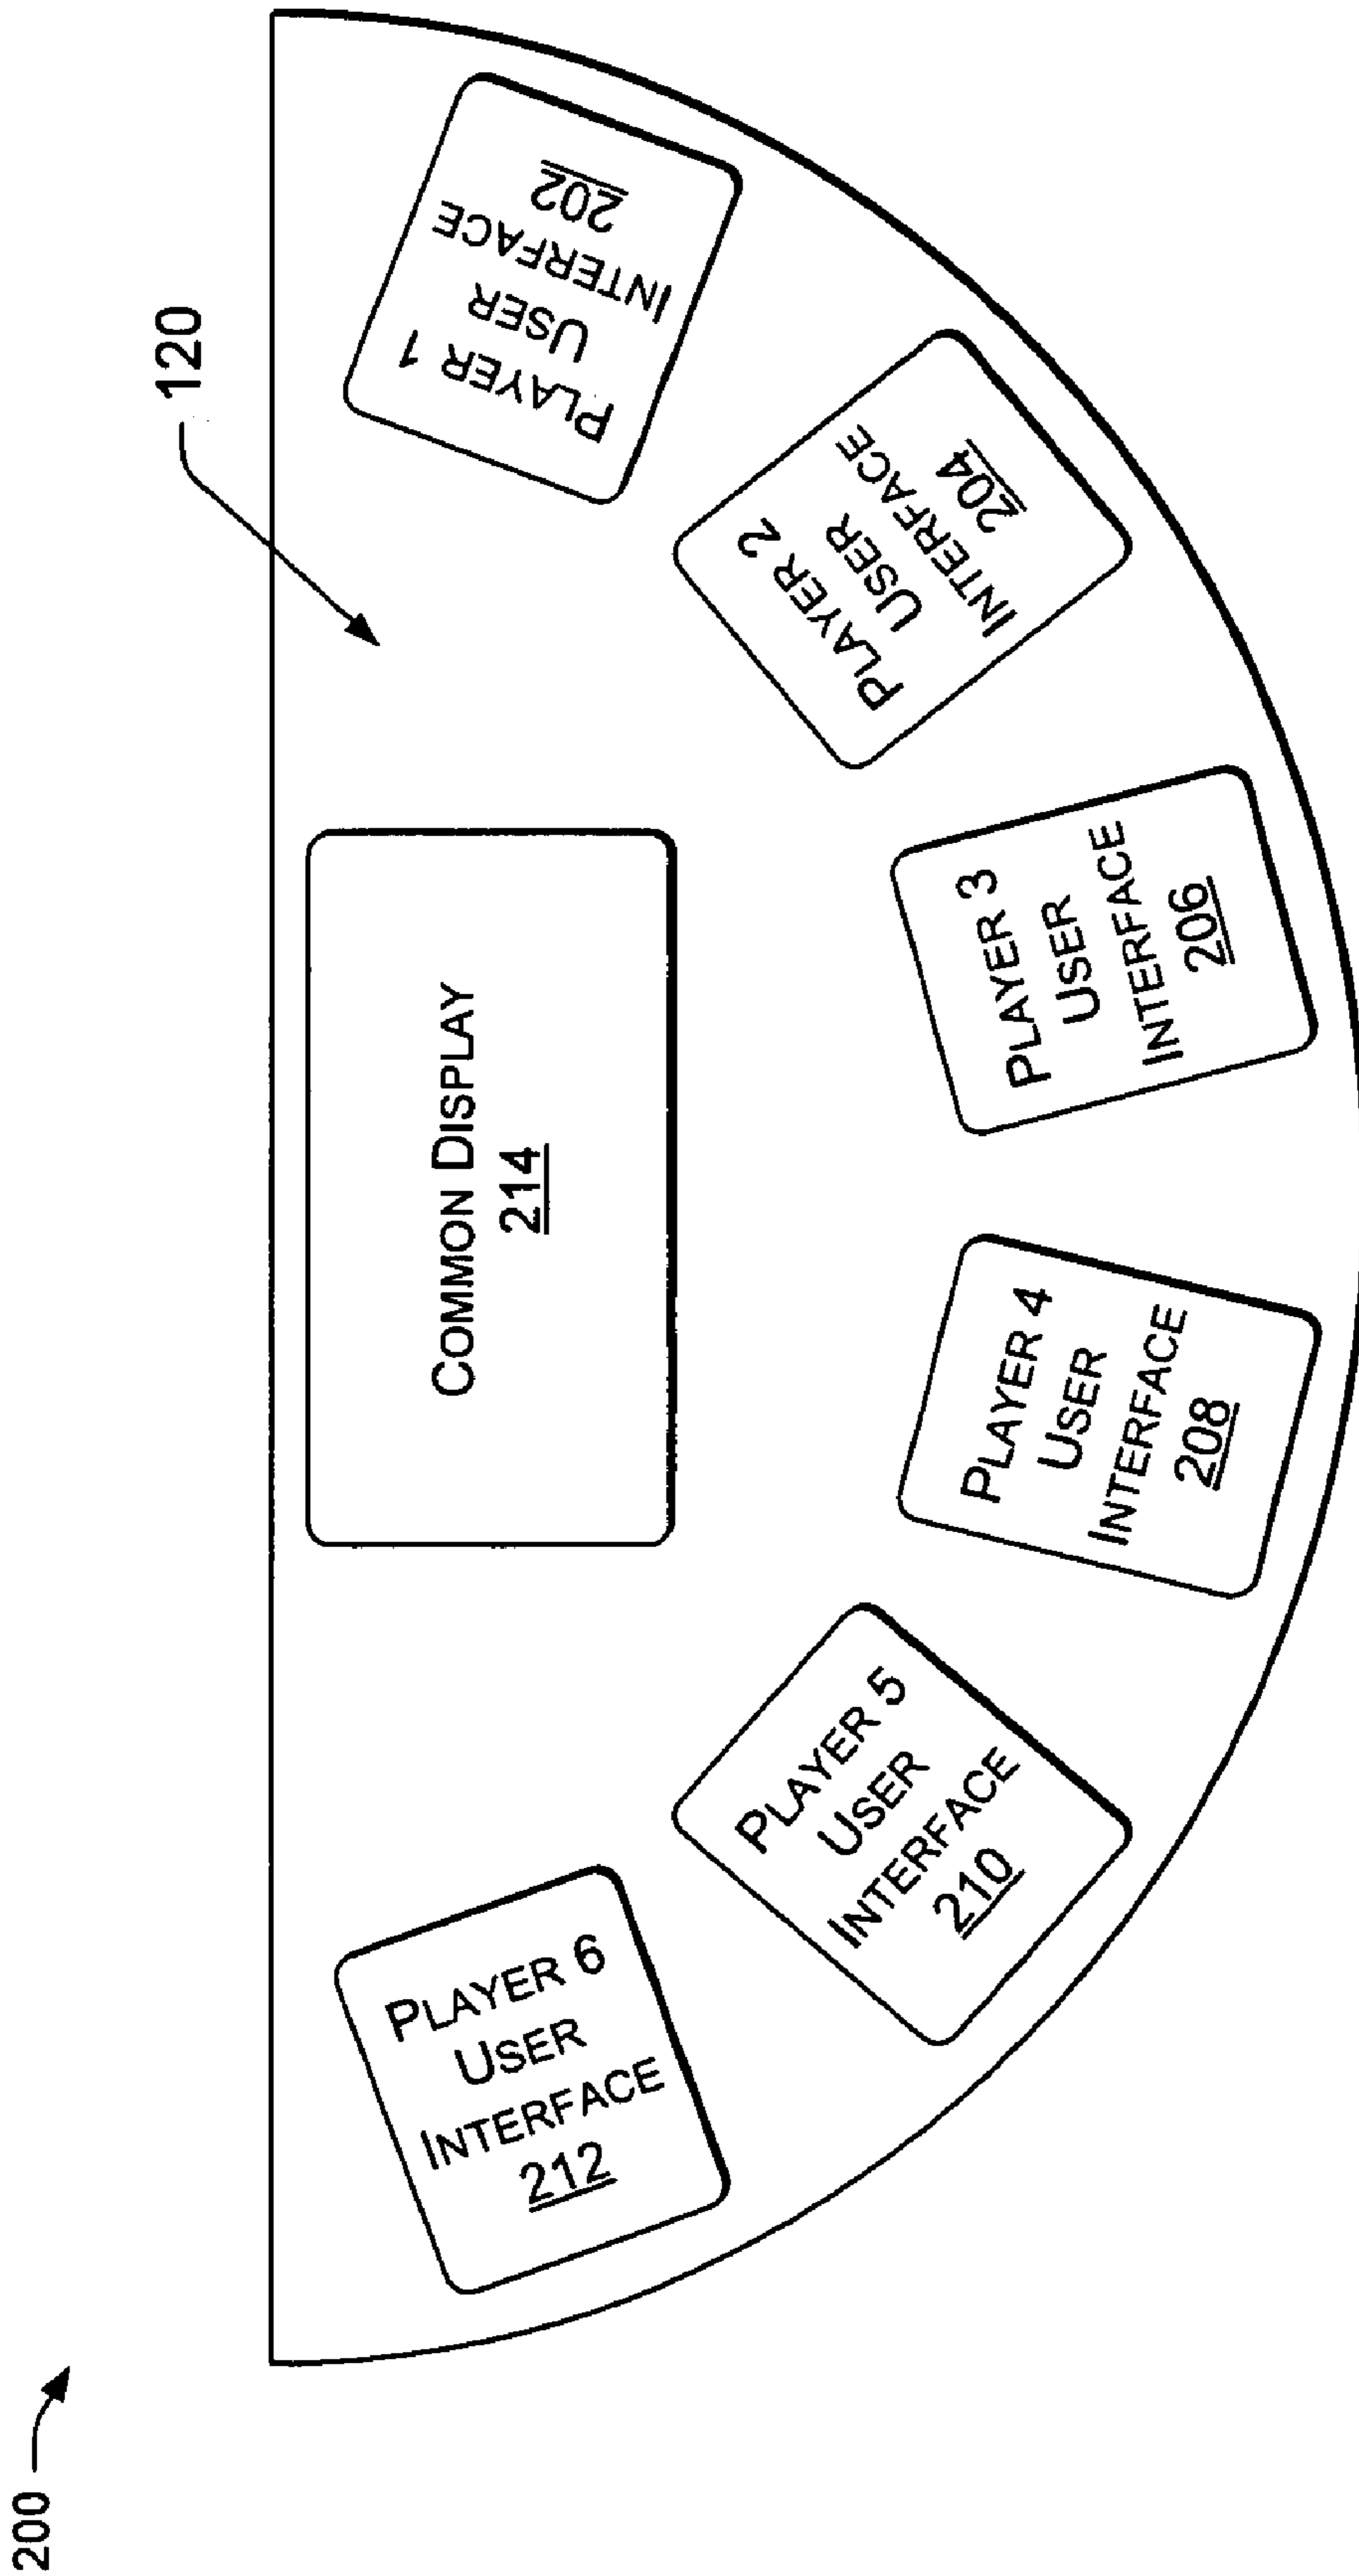 200
120
COMMON DISPLAY
214
PLAYER 1
USER
INTERFACE
202
PLAYER 2
USER
INTERFACE
204
PLAYER 3
USER
INTERFACE
206
PLAYER 4
USER
INTERFACE
208
PLAYER 5
USER
INTERFACE
210
PLAYER 6
USER
INTERFACE
212